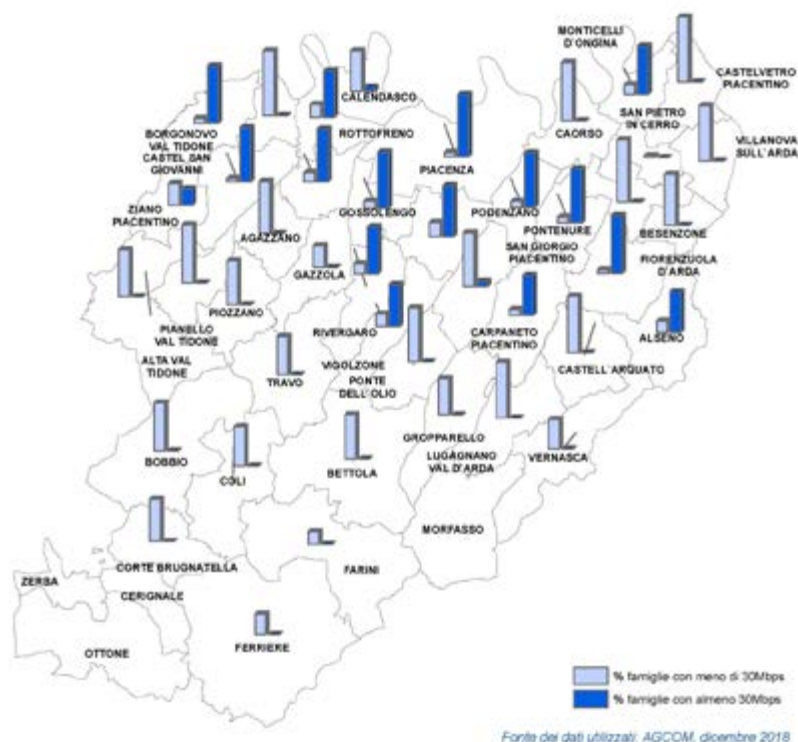 MONTICELLI
D'ONGINA
CASTELVETRO
PIACENTINO
CALENDASCO
BORGONOVO
VAL TIDONE
CASTEL SAN
GIOVANNI
ROTTOFRENO
CAORSO
SAN PIETRO
IN CERRO
VILLANOVA
SULL'ARDA
PIACENZA
ZIANO
PIACENTINO
AGAZZANO
GOSSOLENGO
PODENZANO
PONTENURE
BESENZONE
SAN GIORGIO
PIACENTINO
GAZZOLA
FIORENZUOLA
D'ARDA
PIOZZANO
PIANELLO
VAL TIDONE
RIVERGARO
CARPANETO
PIACENTINO
ALSENO
ALTA VAL
TIDONE
TRAVO
VIGOLZONE
PONTE
DELL'OLIO
CASTELL'ARQUATO
GROPPARELLO
LUGAGNANO
VAL D'ARDA
VERNASCA
BOBBIO
COLI
BETTOLA
MORFASSO
CORTE BRUGNATELLA
FARINI
ZERBA
CERIGNALE
OTTONE
FERRIERE
% famiglie con meno di 30Mbps
% famiglie con almeno 30Mbps
Fonte dei dati utilizzati: AGCOM, dicembre 2018